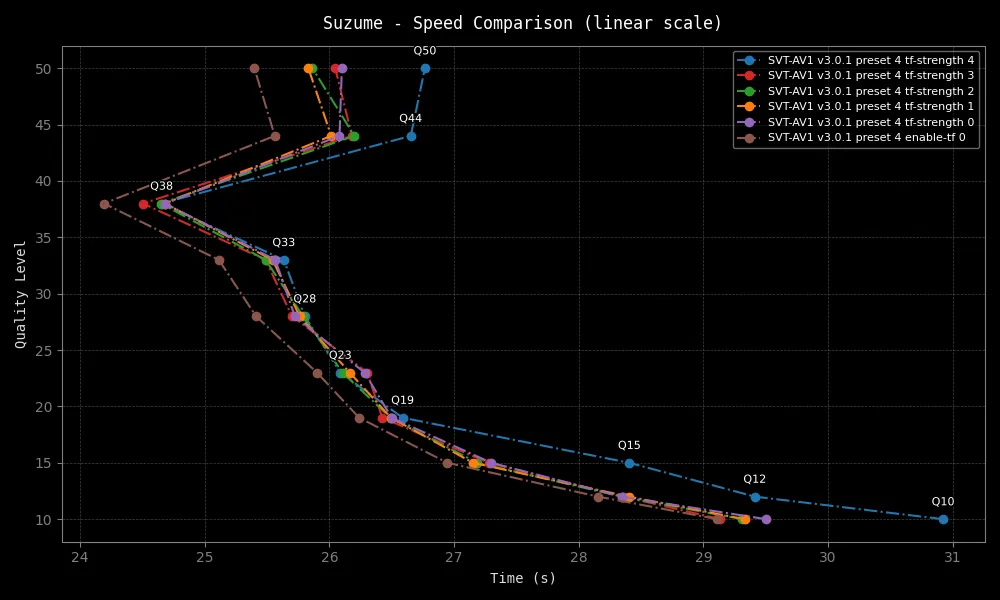 Suzume - Speed Comparison (linear scale)
SVT-AV1 v3.0.1 preset 4 tf-strength 4
SVT-AV1 v3.0.1 preset 4 tf-strength 3
SVT-AV1 v3.0.1 preset 4 tf-strength 2
SVT-AV1 v3.0.1 preset 4 tf-strength 1
SVT-AV1 v3.0.1 preset 4 tf-strength 0
SVT-AV1 v3.0.1 preset 4 enable-tf 0
Quality Level
50
45
40
35
30
25
20
15
10
Q50
Q44
Q38
Q33
Q28
Q23
Q19
Q15
Q12
Q10
24 25 26 27 28 29 30 31
Time (s)